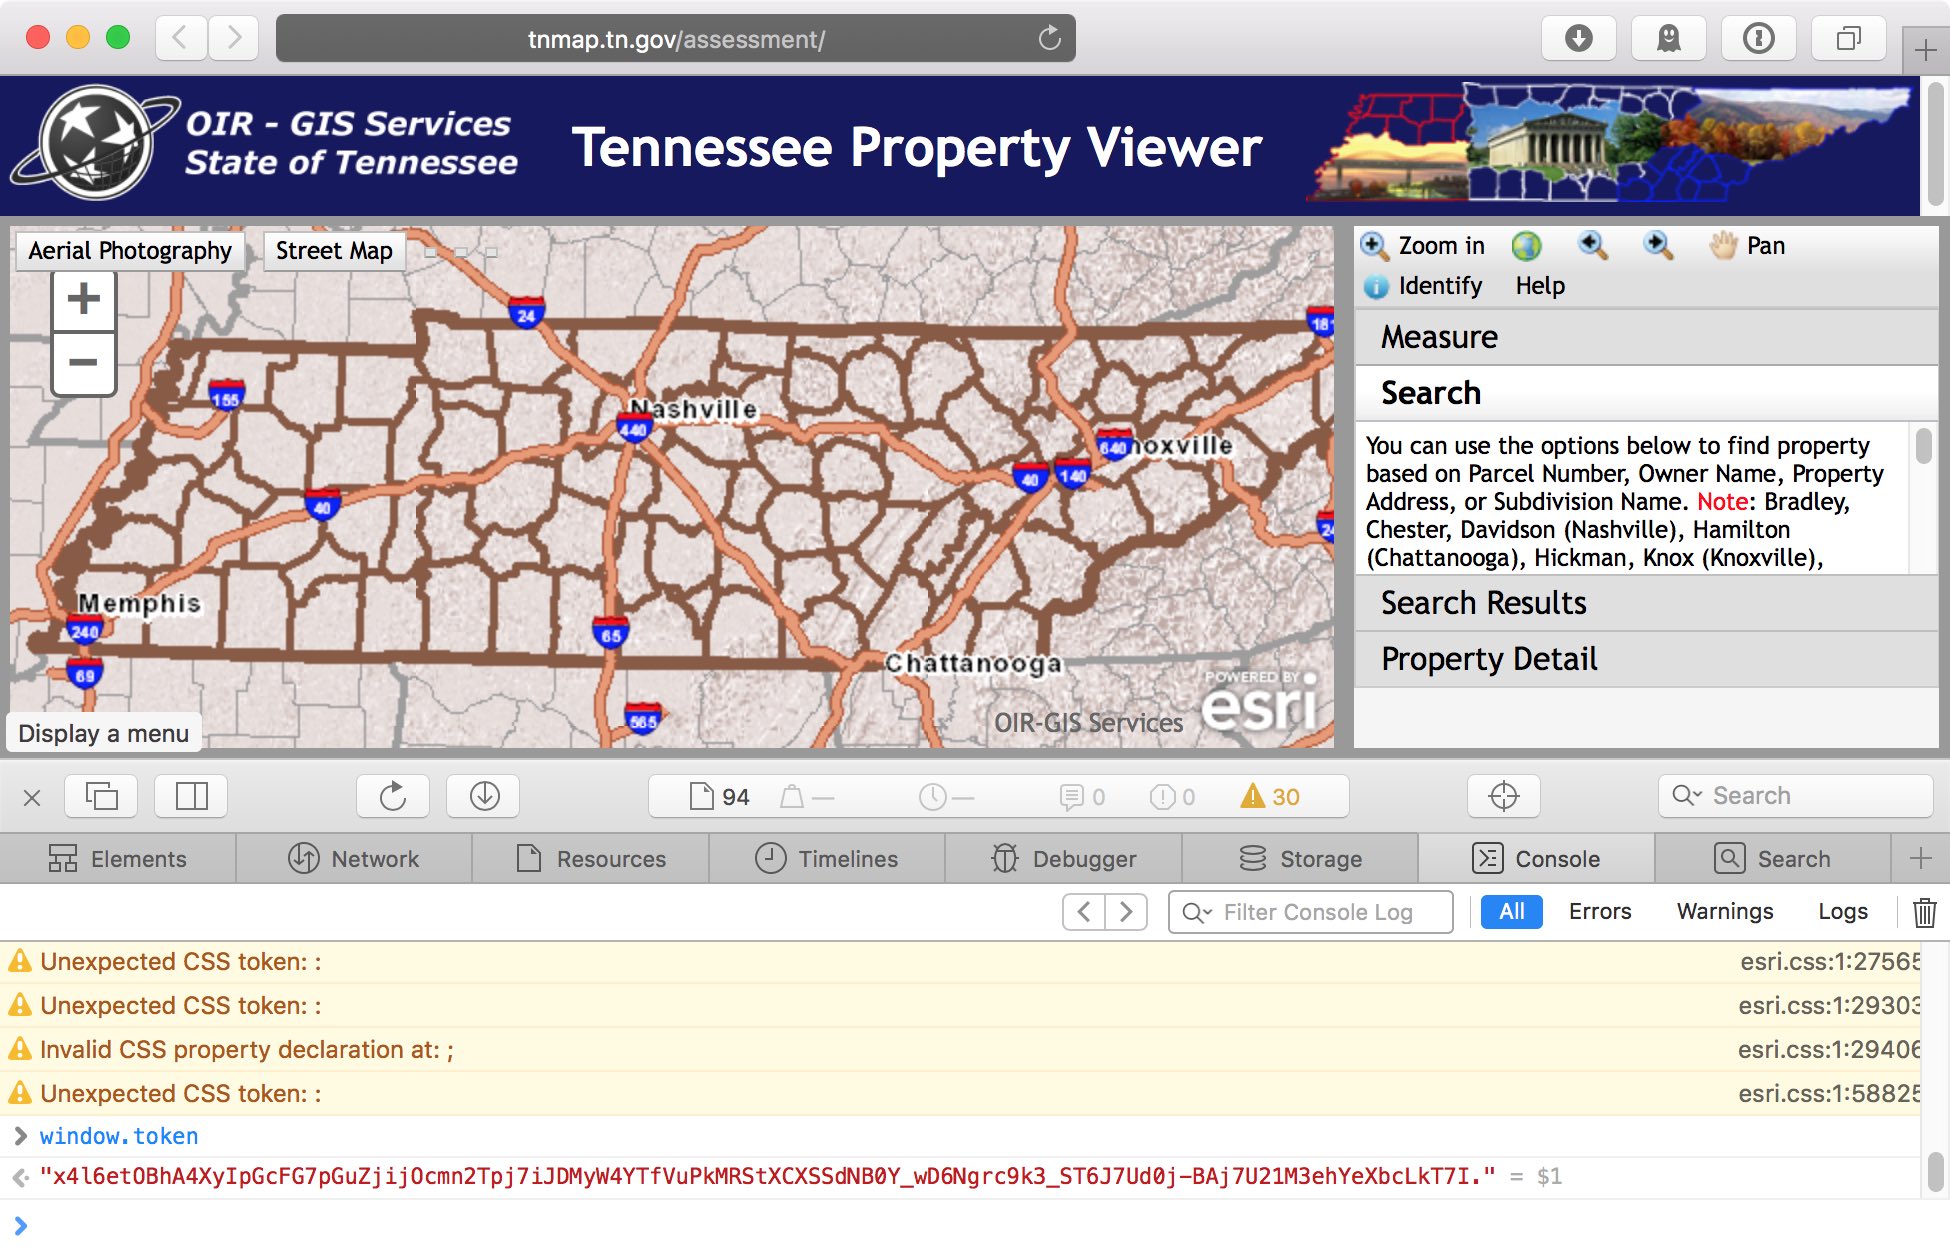 tnmap.tn.gov/assessment/
OIR - GIS Services
State of Tennessee
Tennessee Property Viewer
Aerial Photography
Street Map
+
−
24
181
155
Nashville
440
640
noxville
40
140
40
24
Memphis
240
65
69
Chattanooga
565
POWERED BY
esri
OIR-GIS Services
Display a menu
Zoom in
Pan
Identify
Help
Measure
Search
You can use the options below to find property
based on Parcel Number, Owner Name, Property
Address, or Subdivision Name. Note: Bradley,
Chester, Davidson (Nashville), Hamilton
(Chattanooga), Hickman, Knox (Knoxville),
Search Results
Property Detail
94
—
—
0
0
30
Search
Elements
Network
Resources
Timelines
Debugger
Storage
Console
Search
Filter Console Log
All
Errors
Warnings
Logs
Unexpected CSS token: : esri.css:1:27565
Unexpected CSS token: : esri.css:1:29303
Invalid CSS property declaration at: ; esri.css:1:29406
Unexpected CSS token: : esri.css:1:58825
window.token
"x4l6etOBhA4XyIpGcFG7pGuZjijOcmn2Tpj7iJDMyW4YTfVuPkMRStXCXSSdNB0Y_wD6Ngrc9k3_ST6J7Ud0j-BAj7U21M3ehYeXbcLkT7I." = $1